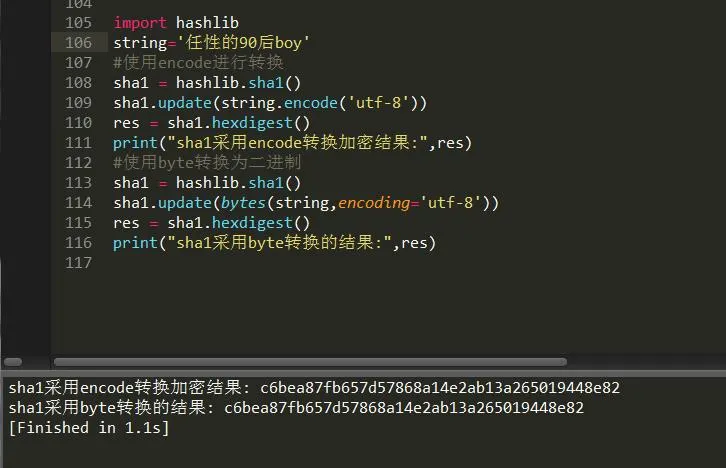 104
105 import hashlib
106 string='任性的90后boy'
107 #使用encode进行转换
108 sha1 = hashlib.sha1()
109 sha1.update(string.encode('utf-8'))
110 res = sha1.hexdigest()
111 print("sha1采用encode转换加密结果:",res)
112 #使用byte转换为二进制
113 sha1 = hashlib.sha1()
114 sha1.update(bytes(string,encoding='utf-8'))
115 res = sha1.hexdigest()
116 print("sha1采用byte转换的结果:",res)
117
sha1采用encode转换加密结果: c6bea87fb657d57868a14e2ab13a265019448e82
sha1采用byte转换的结果: c6bea87fb657d57868a14e2ab13a265019448e82
[Finished in 1.1s]